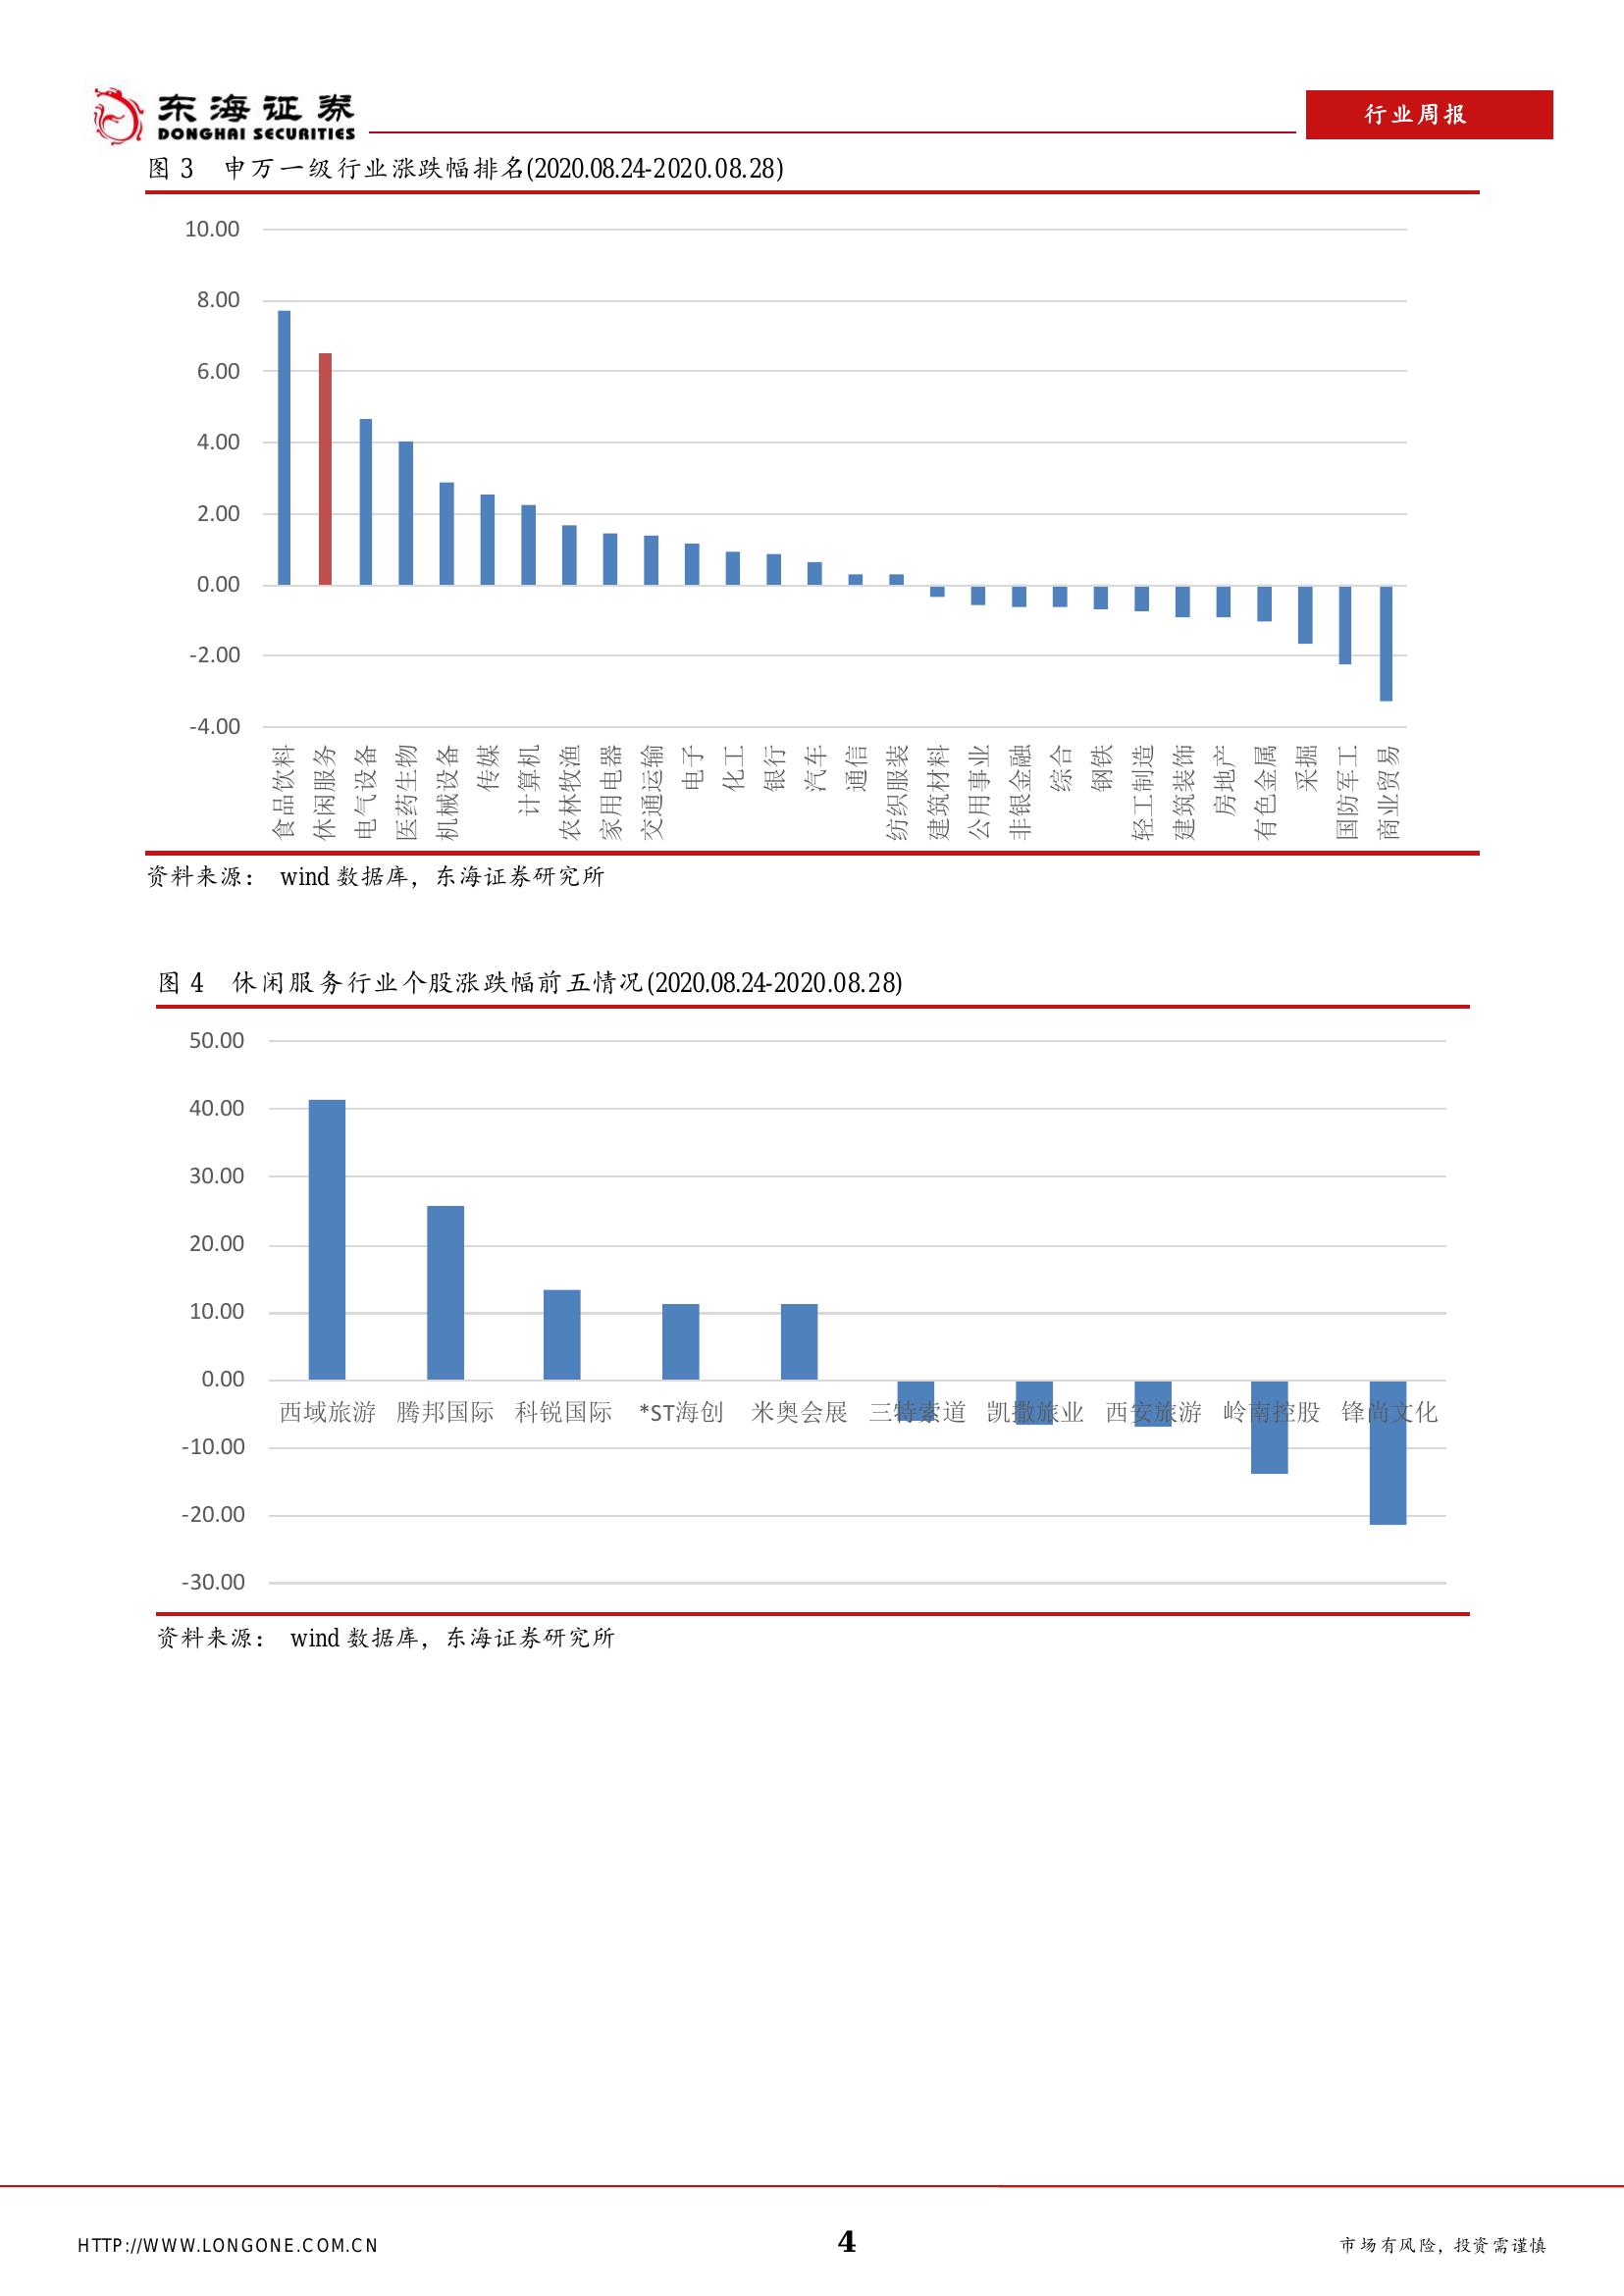 东海证券
DONGHAI SECURITIES
行业周报
图 3 申万一级行业涨跌幅排名(2020.08.24-2020.08.28)
10.00
8.00
6.00
4.00
2.00
0.00
-2.00
-4.00
食品饮料
休闲服务
电气设备
医药生物
机械设备
传媒
计算机
农林牧渔
家用电器
交通运输
电子
化工
银行
汽车
通信
纺织服装
建筑材料
公用事业
非银金融
综合
钢铁
轻工制造
建筑装饰
房地产
有色金属
采掘
国防军工
商业贸易
资料来源： wind 数据库，东海证券研究所
图 4 休闲服务行业个股涨跌幅前五情况(2020.08.24-2020.08.28)
50.00
40.00
30.00
20.00
10.00
0.00
西域旅游 腾邦国际 科锐国际 *ST海创 米奥会展 三特索道 凯撒旅业 西安旅游 岭南控股 锋尚文化
-10.00
-20.00
-30.00
资料来源： wind 数据库，东海证券研究所
HTTP://WWW.LONGONE.COM.CN
4
市场有风险，投资需谨慎